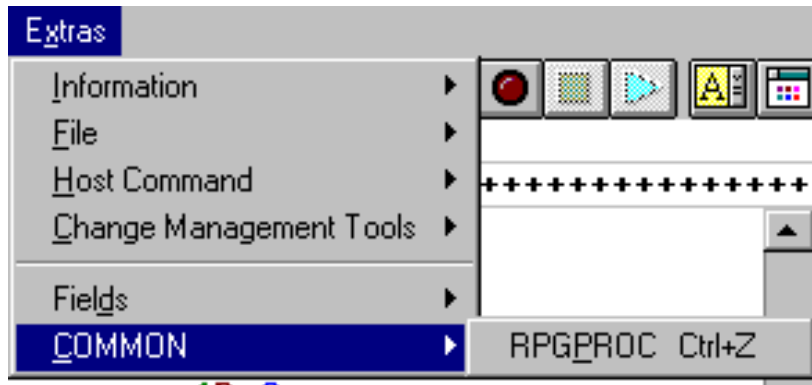 Extras
Information
File
Host Command
Change Management Tools
Fields
COMMON
RPGPROC Ctrl+Z
A
+++++++++++++++